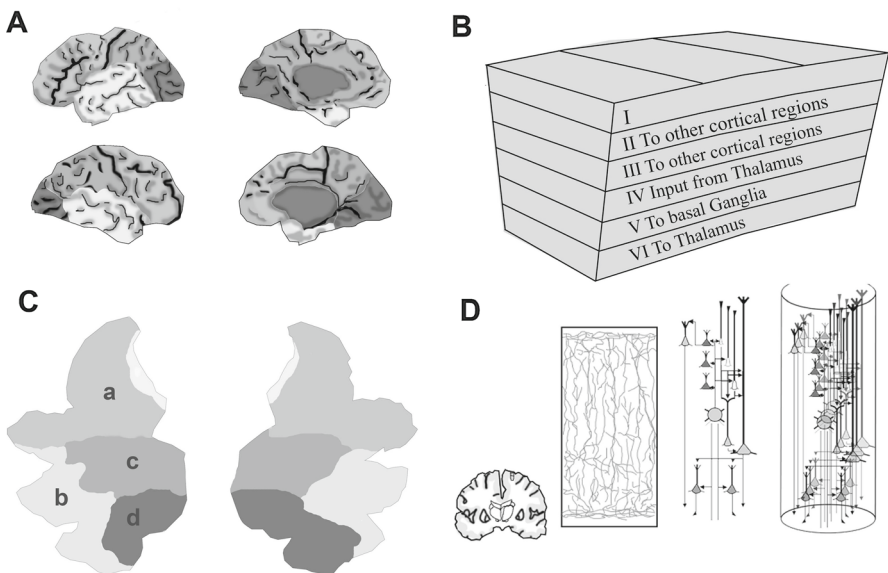 A
B
I
II To other cortical regions
III To other cortical regions
IV Input from Thalamus
V To basal Ganglia
VI To Thalamus
C
a
c
b
d
D